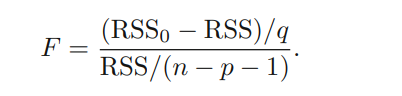 F = (RSS₀ − RSS)/q / RSS/(n − p − 1) .